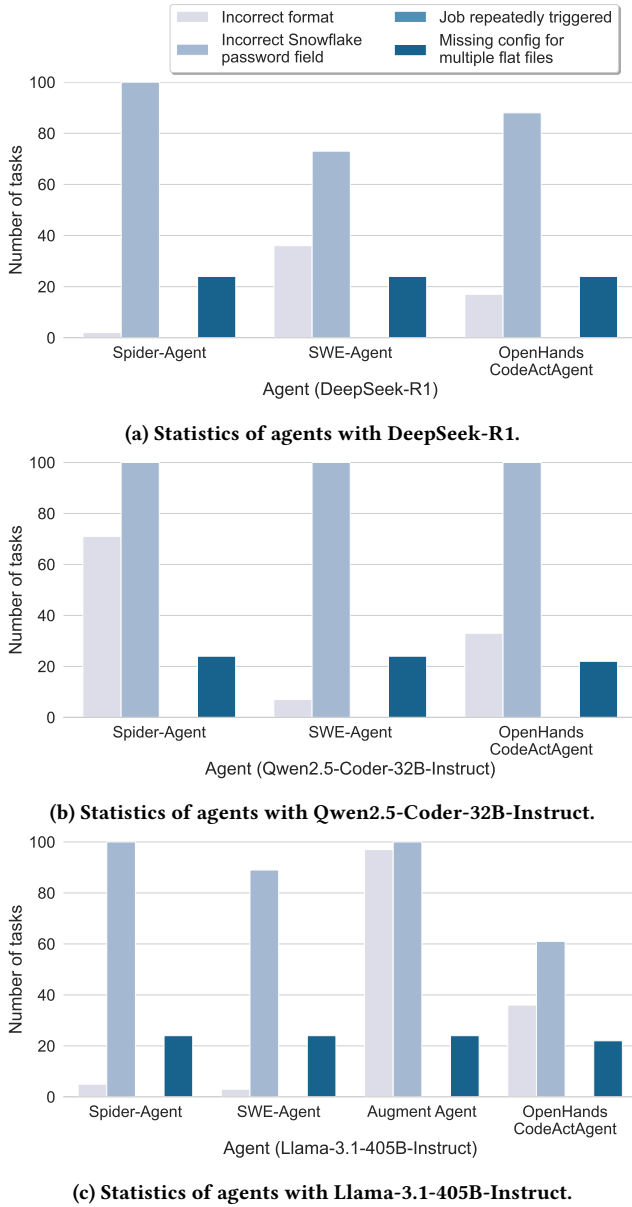 Incorrect format
Incorrect Snowflake
password field
Job repeatedly triggered
Missing config for
multiple flat files
100
80
60
40
20
0
Number of tasks
Spider-Agent
SWE-Agent
OpenHands
CodeActAgent
Agent (DeepSeek-R1)
(a) Statistics of agents with DeepSeek-R1.
100
80
60
40
20
0
Number of tasks
Spider-Agent
SWE-Agent
OpenHands
CodeActAgent
Agent (Qwen2.5-Coder-32B-Instruct)
(b) Statistics of agents with Qwen2.5-Coder-32B-Instruct.
100
80
60
40
20
0
Number of tasks
Spider-Agent
SWE-Agent
Augment Agent
OpenHands
CodeActAgent
Agent (Llama-3.1-405B-Instruct)
(c) Statistics of agents with Llama-3.1-405B-Instruct.